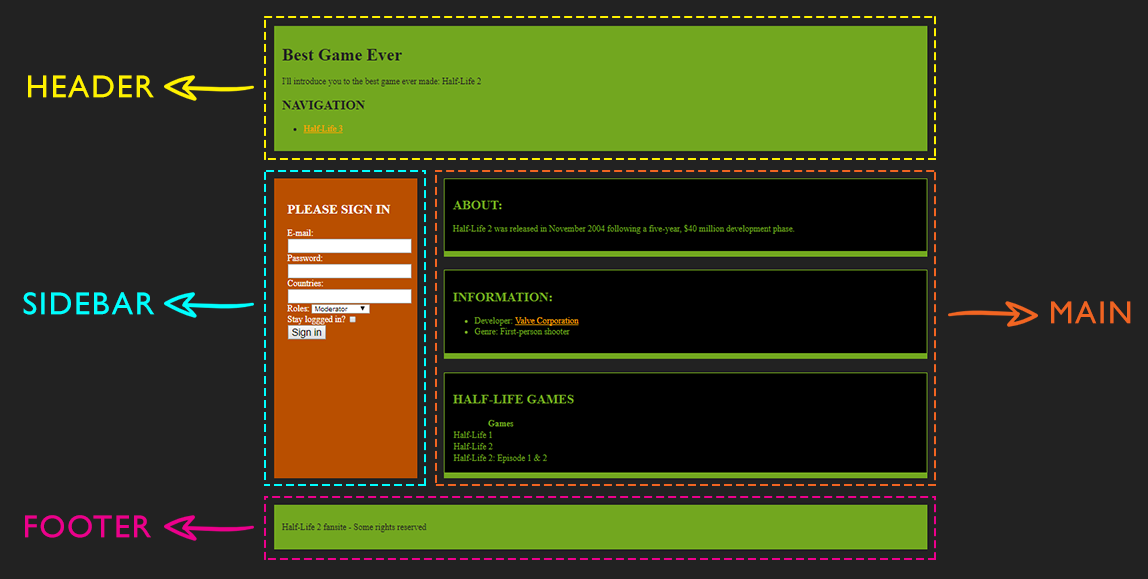 HEADER
Best Game Ever
I'll introduce you to the best game ever made: Half-Life 2
NAVIGATION
Half-Life 3
SIDEBAR
PLEASE SIGN IN
E-mail:
Password:
Countries:
Roles: Moderator
Stay loggged in?
Sign in
ABOUT:
Half-Life 2 was released in November 2004 following a five-year, $40 million development phase.
INFORMATION:
Developer: Valve Corporation
Genre: First-person shooter
HALF-LIFE GAMES
Games
Half-Life 1
Half-Life 2
Half-Life 2: Episode 1 & 2
MAIN
FOOTER
Half-Life 2 fansite - Some rights reserved